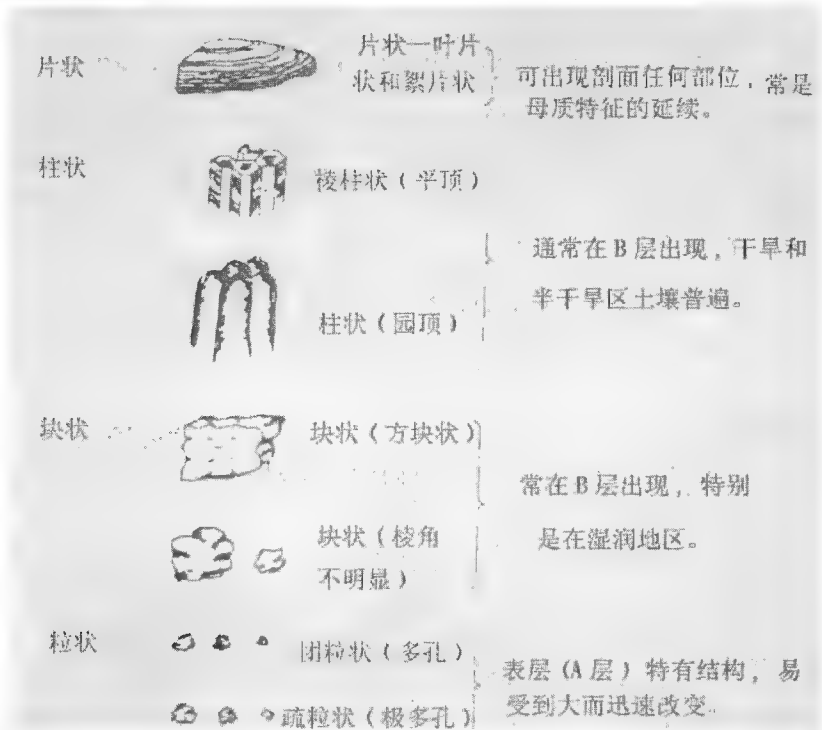 片状
片状—叶片
状和絮片状
可出现剖面任何部位，常是
母质特征的延续。
柱状
棱柱状（平顶）
柱状（园顶）
通常在B层出现，干旱和
半干旱区土壤普遍。
块状
块状（方块状）
块状（棱角
不明显）
常在B层出现，特别
是在湿润地区。
粒状
团粒状（多孔）
疏粒状（极多孔）
表层（A层）特有结构，易
受到大而迅速改变.